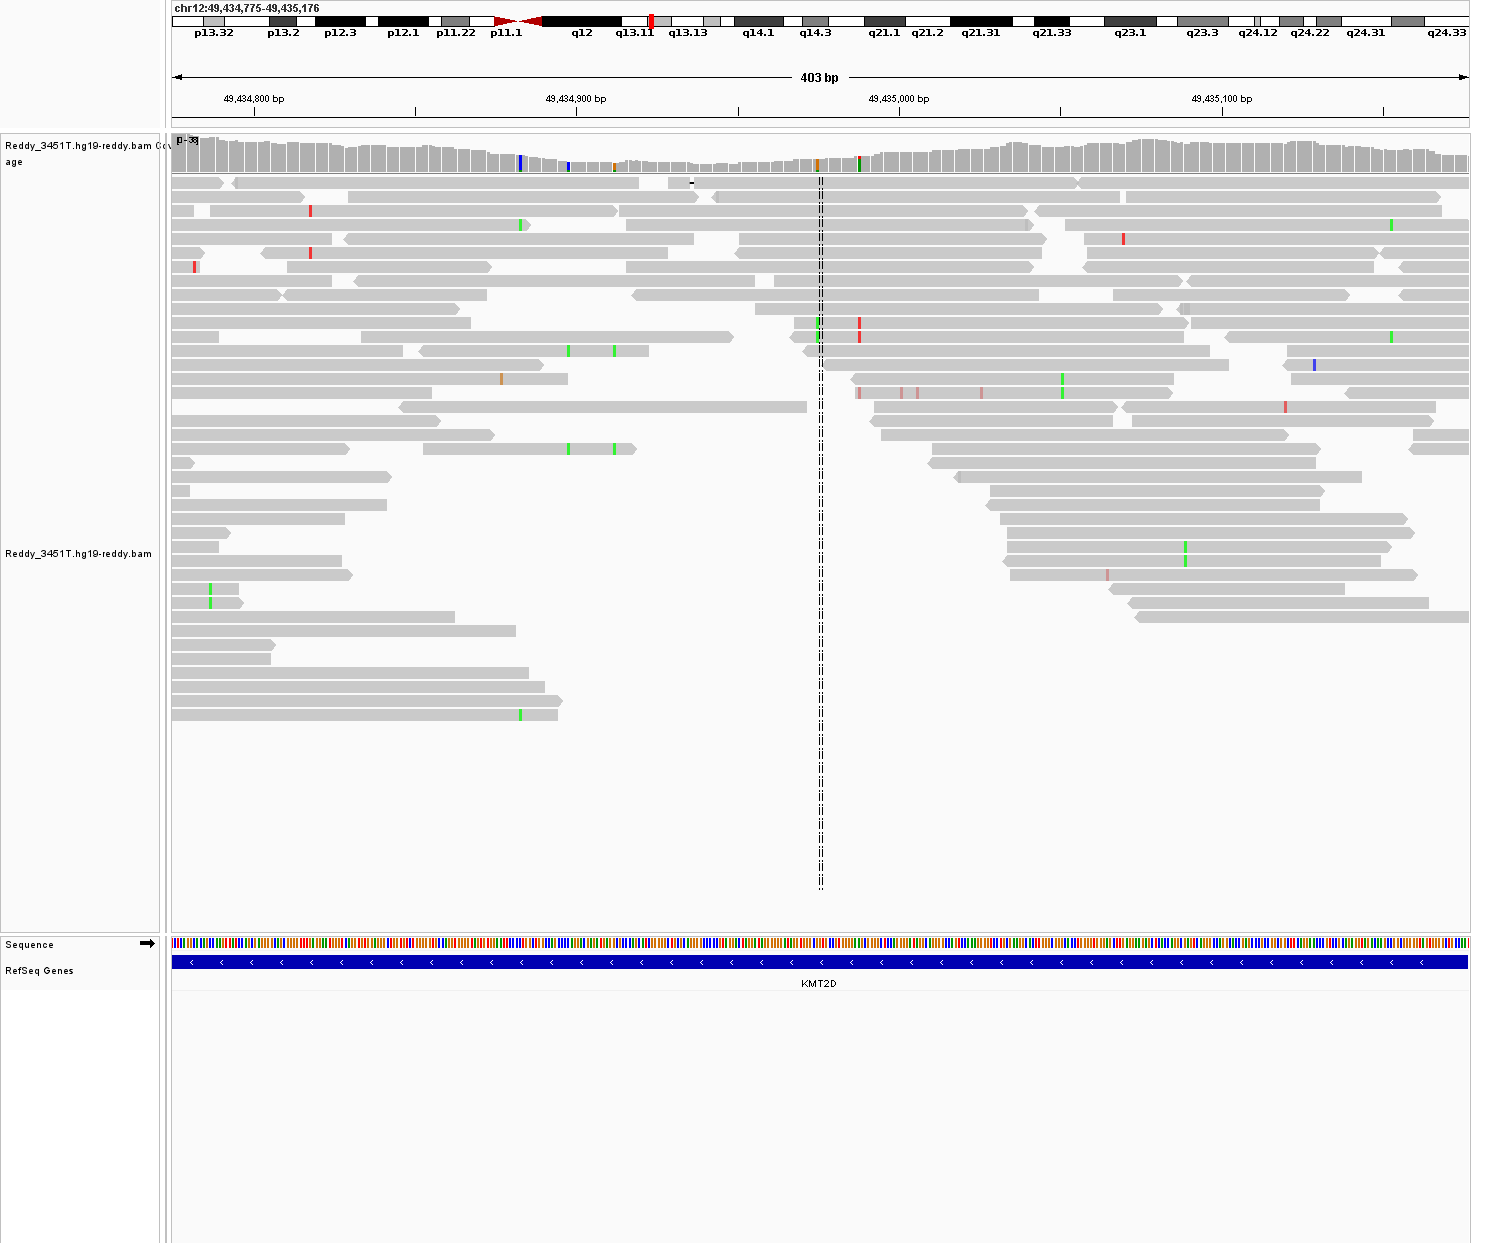 chr12:49,434,775-49,435,176
p13.32 p13.2 p12.3 p12.1 p11.22 p11.1 q12 q13.11 q13.13 q14.1 q14.3 q21.1 q21.2 q21.31 q21.33 q23.1 q23.3 q24.12 q24.22 q24.31 q24.33
403 bp
49,434,800 bp 49,434,900 bp 49,435,000 bp 49,435,100 bp
Reddy_3451T.hg19-reddy.bam Cov
age
Reddy_3451T.hg19-reddy.bam
Sequence
RefSeq Genes
KMT2D